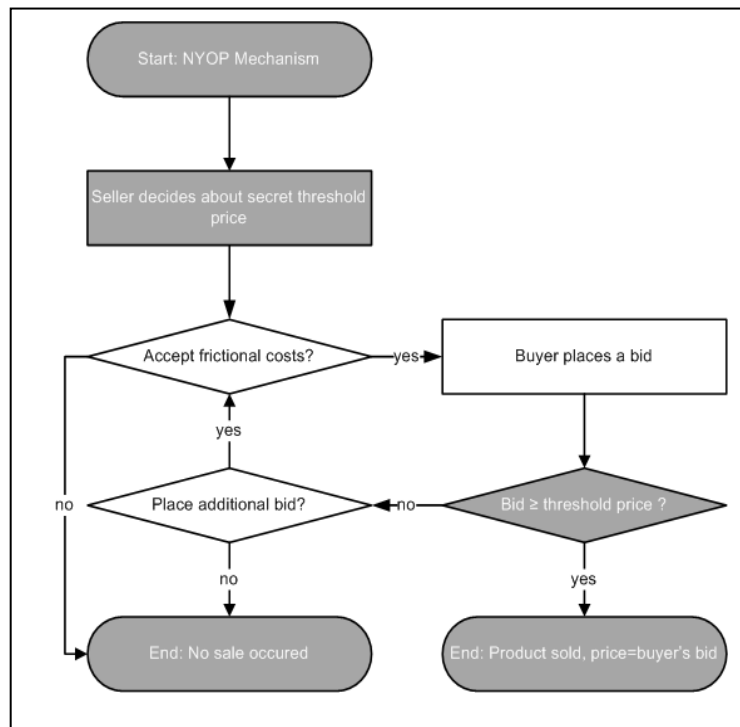 Start: NYOP Mechanism
Seller decides about secret threshold
price
Accept frictional costs?
yes
Buyer places a bid
yes
Place additional bid?
no
Bid ≥ threshold price ?
no
no
yes
End: No sale occured
End: Product sold, price=buyer's bid